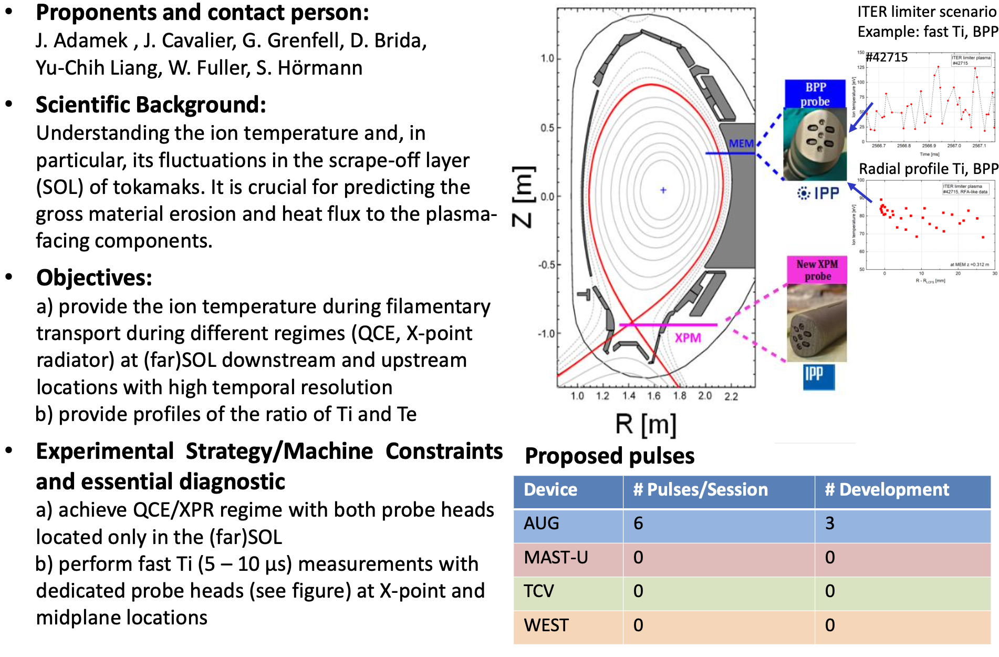 • Proponents and contact person:
J. Adamek , J. Cavalier, G. Grenfell, D. Brida,
Yu-Chih Liang, W. Fuller, S. Hörmann
• Scientific Background:
Understanding the ion temperature and, in
particular, its fluctuations in the scrape-off layer
(SOL) of tokamaks. It is crucial for predicting the
gross material erosion and heat flux to the plasma-
facing components.
• Objectives:
a) provide the ion temperature during filamentary
transport during different regimes (QCE, X-point
radiator) at (far)SOL downstream and upstream
locations with high temporal resolution
b) provide profiles of the ratio of Ti and Te
• Experimental Strategy/Machine Constraints
and essential diagnostic
a) achieve QCE/XPR regime with both probe heads
located only in the (far)SOL
b) perform fast Ti (5 – 10 µs) measurements with
dedicated probe heads (see figure) at X-point and
midplane locations
Z [m]
1.0
0.5
0.0
-0.5
-1.0
1.0 1.2 1.4 1.6 1.8 2.0 2.2
R [m]
MEM
XPM
BPP
probe
IPP
New XPM
probe
IPP
ITER limiter scenario
Example: fast Ti, BPP
#42715
ITER limiter plasma
#42715
Ion temperature [eV]
150
125
100
75
50
25
0
2566.7 2566.8 2566.9 2567.0 2567.1
Time [ms]
Radial profile Ti, BPP
ITER limiter plasma
#42715, RFA-like data
Ion temperature [eV]
100
90
80
70
60
50
at MEM z =0.312 m
0 10 20 30
R - RLCFS [mm]
Proposed pulses
Device # Pulses/Session # Development
AUG 6 3
MAST-U 0 0
TCV 0 0
WEST 0 0